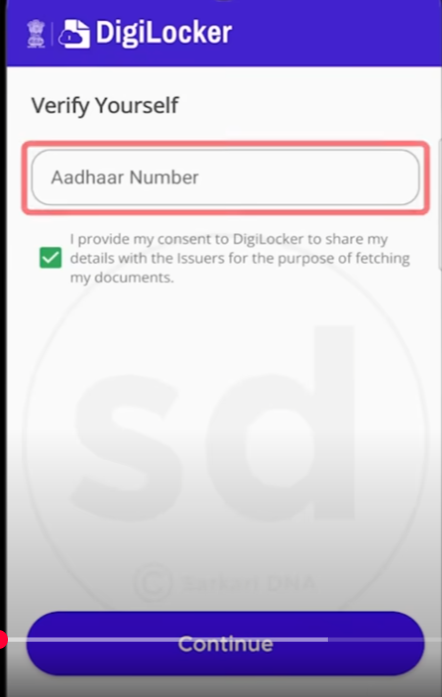 DigiLocker
Verify Yourself
Aadhaar Number
I provide my consent to DigiLocker to share my
details with the Issuers for the purpose of fetching
my documents.
sd
© Sarkari DNA
Continue